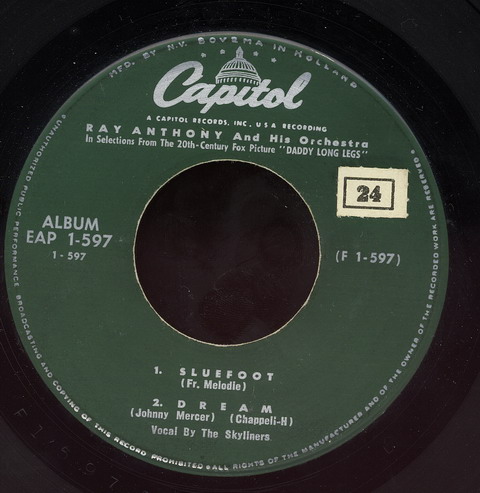 MFD. BY N.V. BOVEMA IN HOLLAND
Capitol
A CAPITOL RECORDS, INC., U.S.A RECORDING
RAY ANTHONY And His Orchestra
In Selections From The 20th-Century Fox Picture "DADDY LONG LEGS"
24
ALBUM
EAP 1-597
1 - 597
(F 1-597)
1. SLUEFOOT
(Fr. Melodie)
2. DREAM
(Johnny Mercer) (Chappell-H)
Vocal By The Skyliners
UNAUTHORIZED PUBLIC PERFORMANCE BROADCASTING AND COPYING OF THIS RECORD PROHIBITED ALL RIGHTS OF THE MANUFACTURER AND OF THE OWNER OF THE RECORDED WORK ARE RESERVED